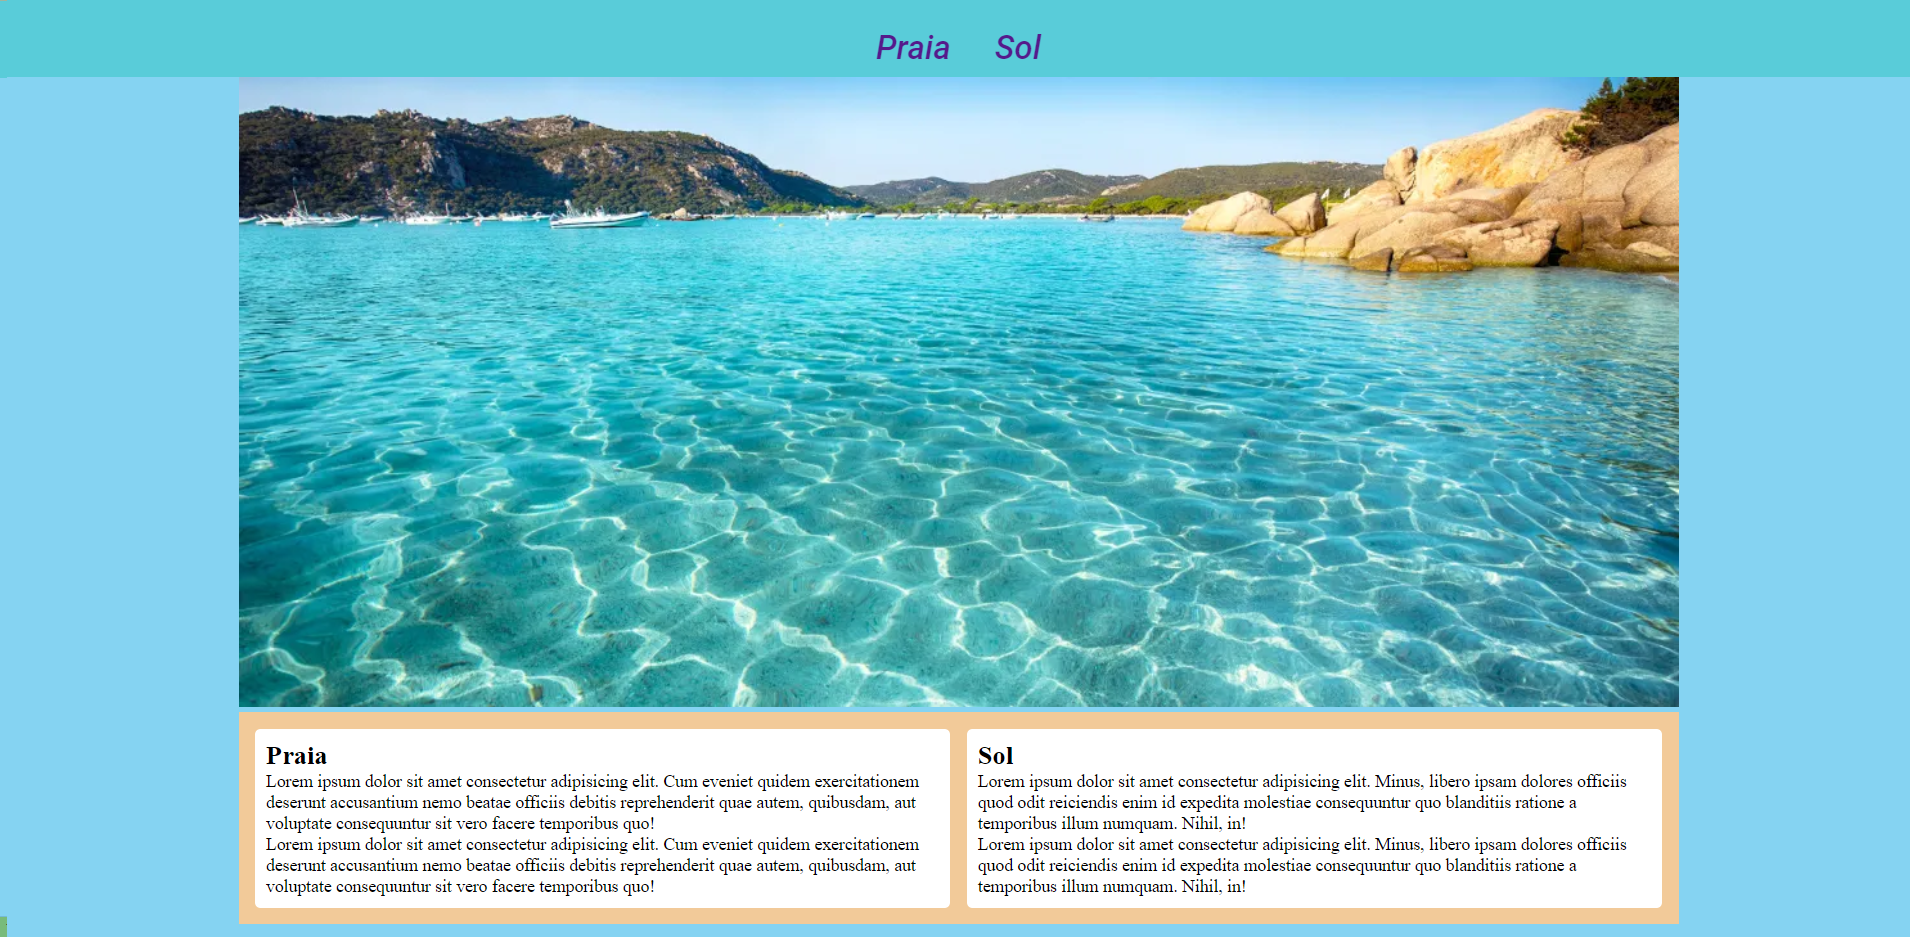 Praia Sol
Praia
Lorem ipsum dolor sit amet consectetur adipisicing elit. Cum eveniet quidem exercitationem
deserunt accusantium nemo beatae officiis debitis reprehenderit quae autem, quibusdam, aut
voluptate consequuntur sit vero facere temporibus quo!
Lorem ipsum dolor sit amet consectetur adipisicing elit. Cum eveniet quidem exercitationem
deserunt accusantium nemo beatae officiis debitis reprehenderit quae autem, quibusdam, aut
voluptate consequuntur sit vero facere temporibus quo!
Sol
Lorem ipsum dolor sit amet consectetur adipisicing elit. Minus, libero ipsam dolores officiis
quod odit reiciendis enim id expedita molestiae consequuntur quo blanditiis ratione a
temporibus illum numquam. Nihil, in!
Lorem ipsum dolor sit amet consectetur adipisicing elit. Minus, libero ipsam dolores officiis
quod odit reiciendis enim id expedita molestiae consequuntur quo blanditiis ratione a
temporibus illum numquam. Nihil, in!